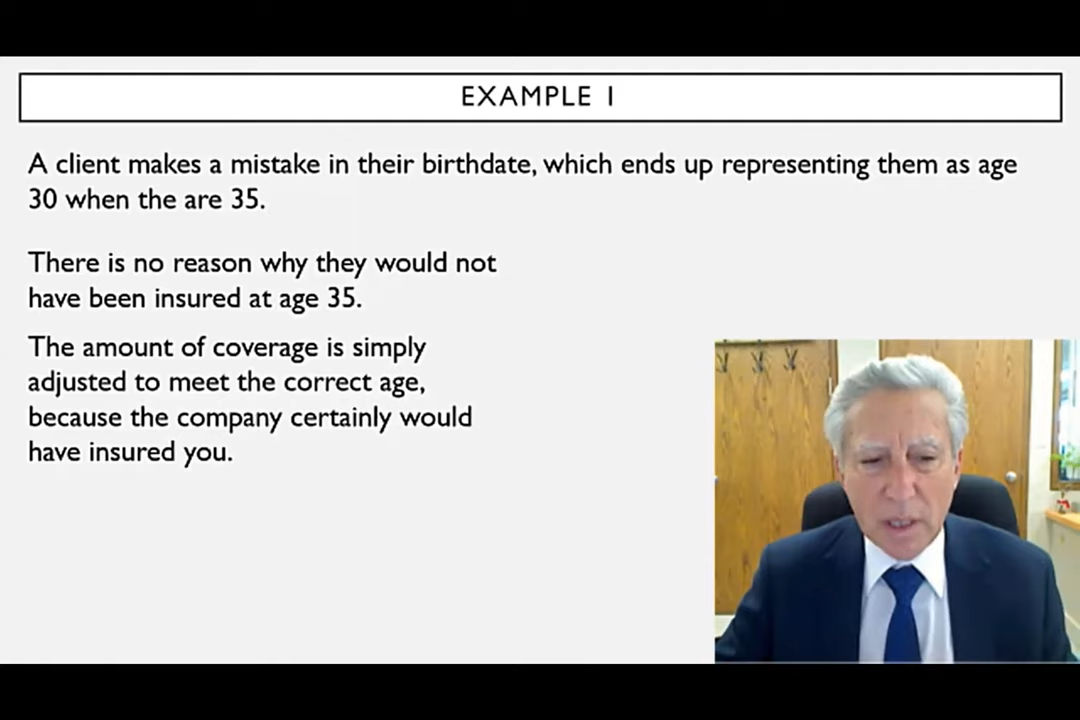 EXAMPLE 1
A client makes a mistake in their birthdate, which ends up representing them as age
30 when the are 35.
There is no reason why they would not
have been insured at age 35.
The amount of coverage is simply
adjusted to meet the correct age,
because the company certainly would
have insured you.